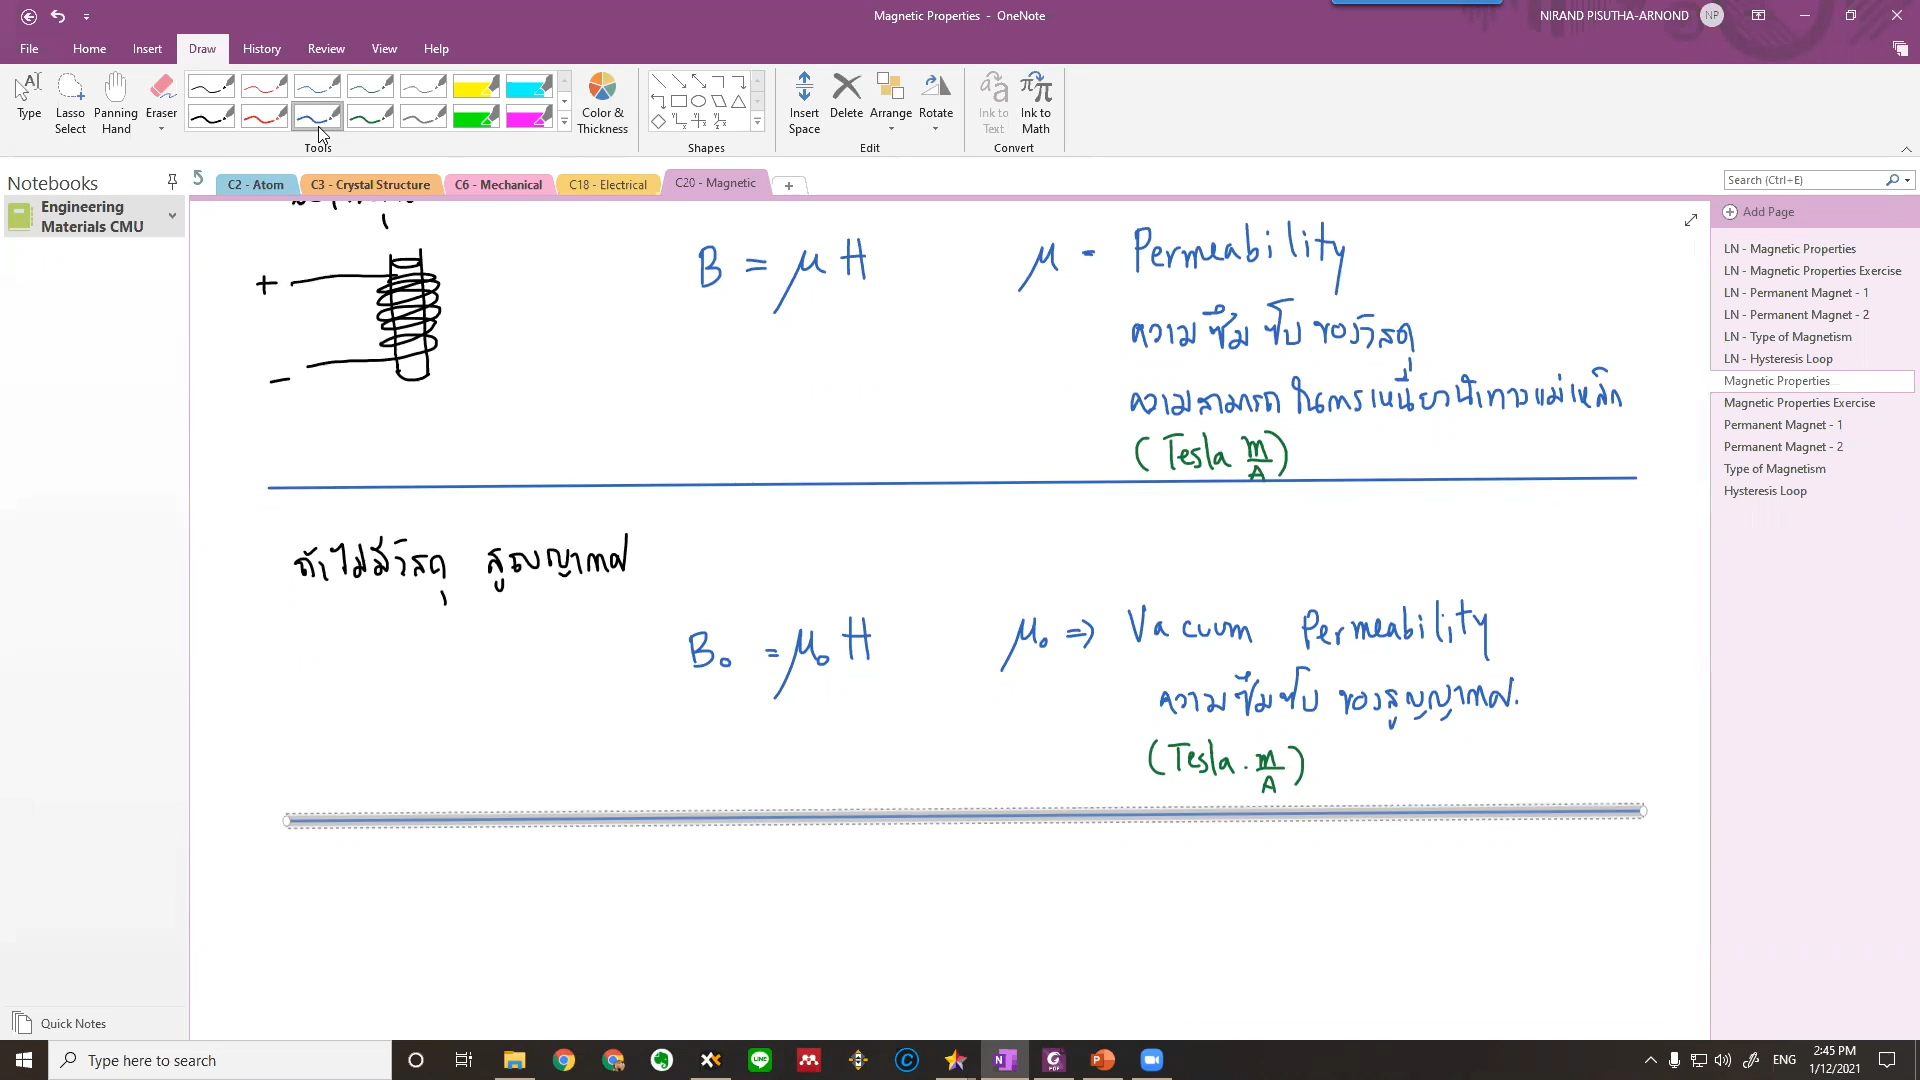 Magnetic Properties - OneNote
NIRAND PISUTHA-ARNOND NP
File Home Insert Draw History Review View Help
Type
Lasso Select
Panning Hand
Eraser
Color & Thickness
Insert Space
Delete
Arrange
Rotate
Ink to Text
Ink to Math
Tools Shapes Edit Convert
Notebooks
C2 - Atom C3 - Crystal Structure C6 - Mechanical C18 - Electrical C20 - Magnetic
Search (Ctrl+E)
Engineering Materials CMU
Add Page
LN - Magnetic Properties
LN - Magnetic Properties Exercise
LN - Permanent Magnet - 1
LN - Permanent Magnet - 2
LN - Type of Magnetism
LN - Hysteresis Loop
Magnetic Properties
Magnetic Properties Exercise
Permanent Magnet - 1
Permanent Magnet - 2
Type of Magnetism
Hysteresis Loop
+
-
B = μ H
μ - Permeability
ความ ซึม ซับ ของวัสดุ
ความสามารถ ในการเหนี่ยวนำทางแม่เหล็ก
(Tesla m/A)
ถ้าไม่มีวัสดุ สูญญากาศ
B₀ = μ₀ H
μ₀ => Vacuum Permeability
ความซึมซับ ของสูญญากาศ.
(Tesla . m/A)
Quick Notes
Type here to search
ENG
2:45 PM
1/12/2021